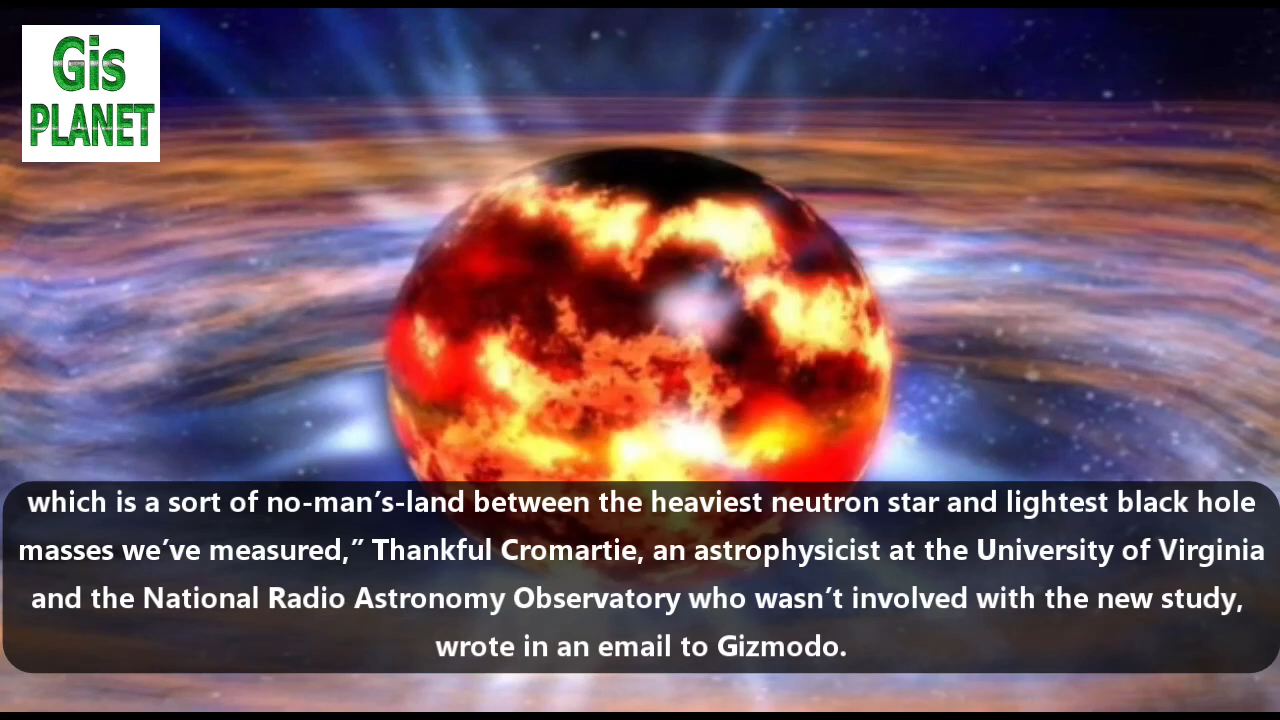 Gis
PLANET
which is a sort of no-man’s-land between the heaviest neutron star and lightest black hole
masses we’ve measured,” Thankful Cromartie, an astrophysicist at the University of Virginia
and the National Radio Astronomy Observatory who wasn’t involved with the new study,
wrote in an email to Gizmodo.